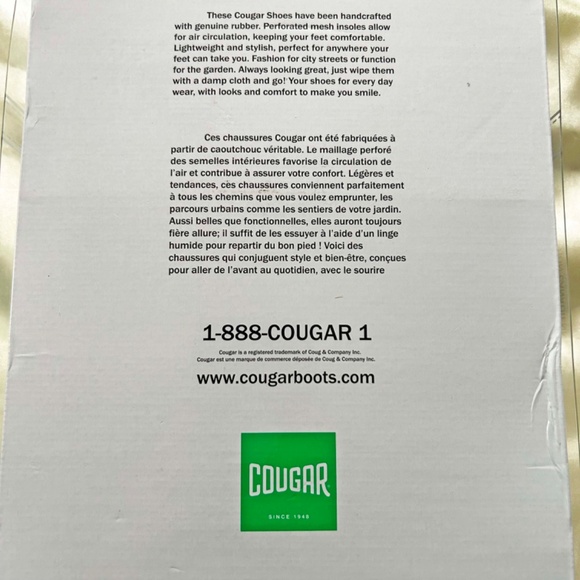 These Cougar Shoes have been handcrafted
with genuine rubber. Perforated mesh insoles allow
for air circulation, keeping your feet comfortable.
Lightweight and stylish, perfect for anywhere your
feet can take you. Fashion for city streets or function
for the garden. Always looking great, just wipe them
with a damp cloth and go! Your shoes for every day
wear, with looks and comfort to make you smile.
Ces chaussures Cougar ont été fabriquées à
partir de caoutchouc véritable. Le maillage perforé
des semelles intérieures favorise la circulation de
l'air et contribue à assurer votre confort. Légères et
tendances, ces chaussures conviennent parfaitement
à tous les chemins que vous voulez emprunter, les
parcours urbains comme les sentiers de votre jardin.
Aussi belles que fonctionnelles, elles auront toujours
fière allure; il suffit de les essuyer à l'aide d'un linge
humide pour repartir du bon pied ! Voici des
chaussures qui conjuguent style et bien-être, conçues
pour aller de l'avant au quotidien, avec le sourire
1-888-COUGAR 1
Cougar is a registered trademark of Coug & Company Inc.
Cougar est une marque de commerce déposée de Coug & Company Inc.
www.cougarboots.com
COUGAR
SINCE 1948